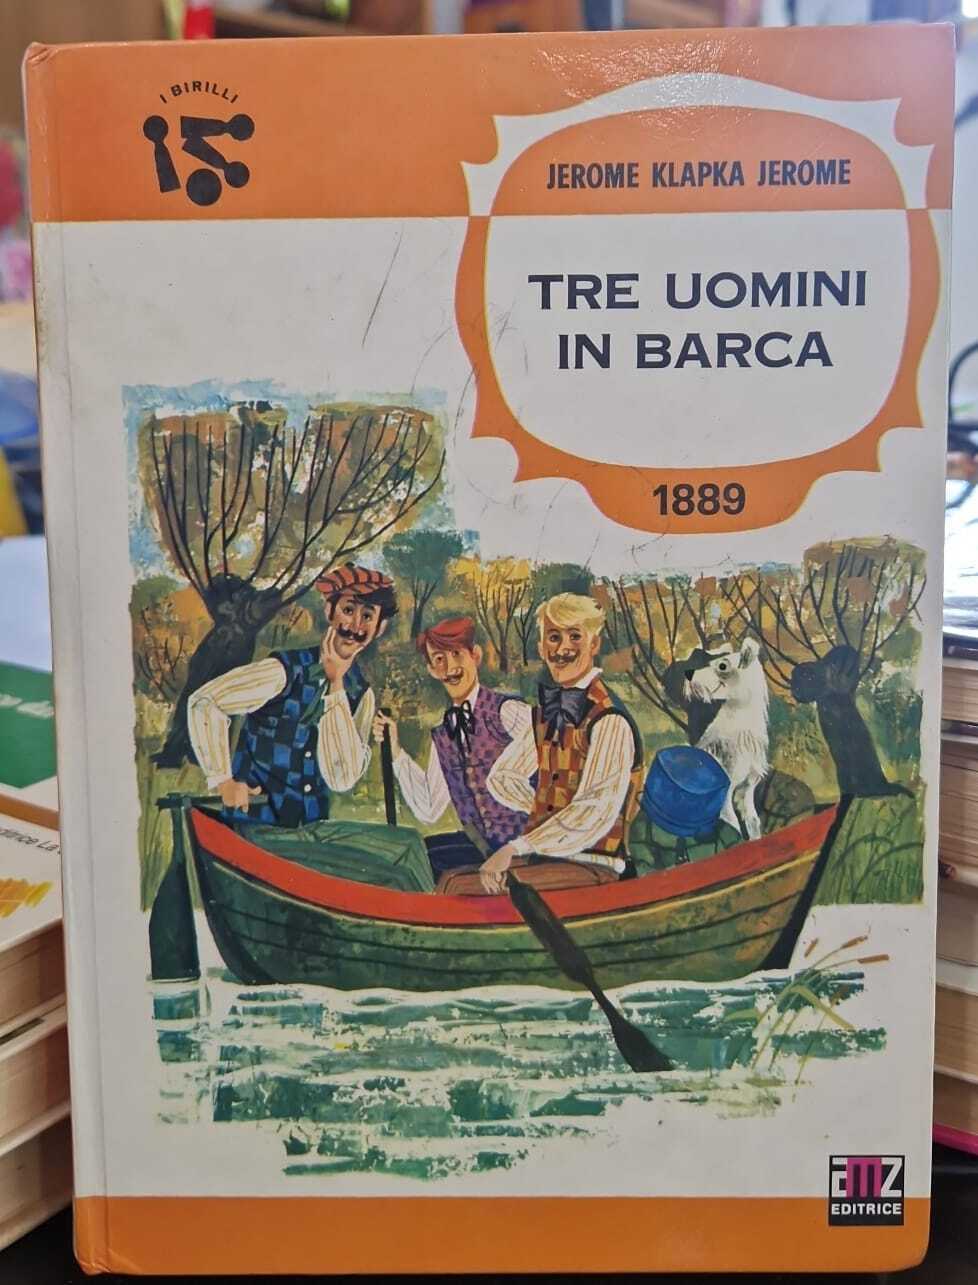 I BIRILLI
JEROME KLAPKA JEROME
TRE UOMINI
IN BARCA
1889
AMZ
EDITRICE